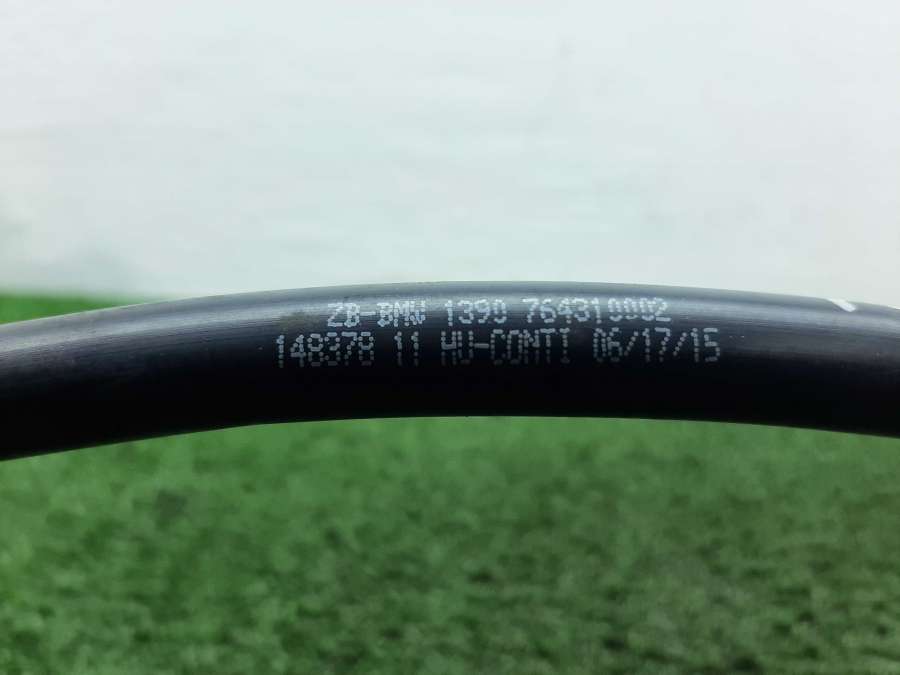 ZB-BMW 1390 764310002
148378 11 HU-CONTI 06/17/15